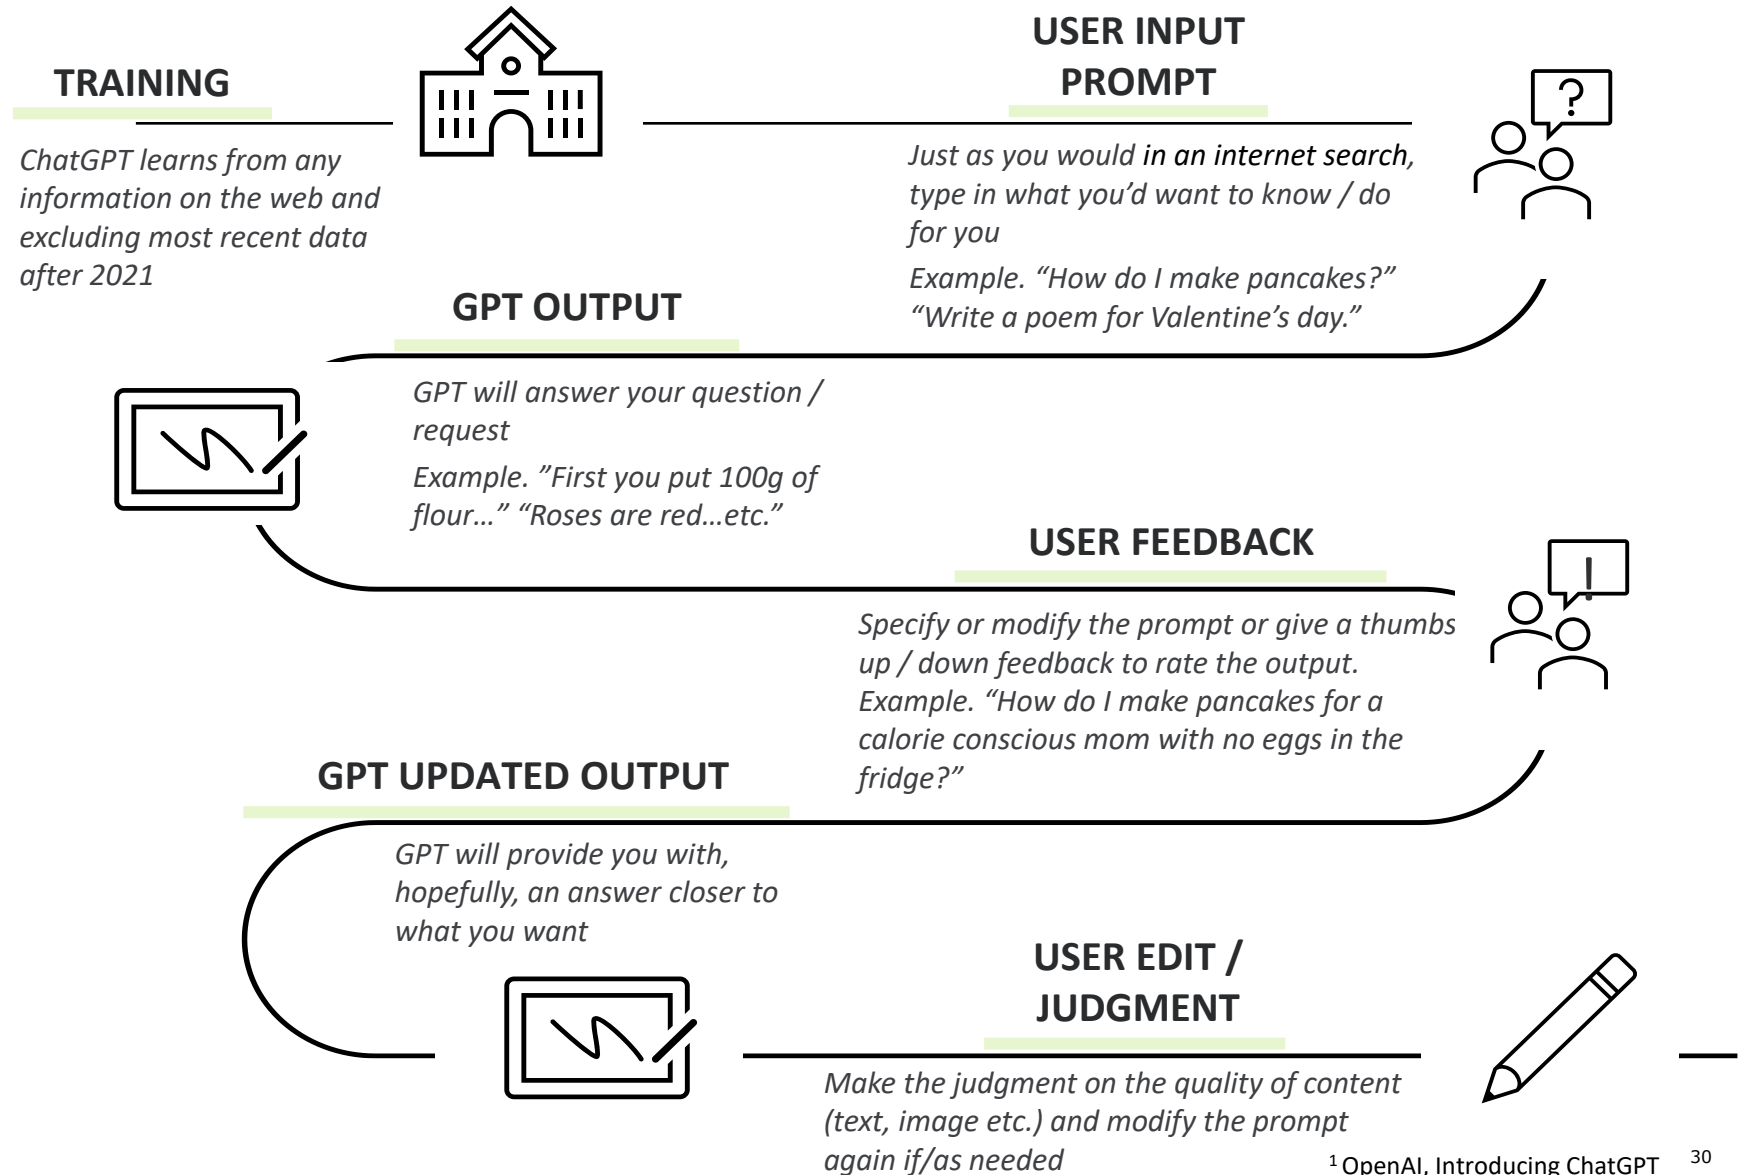 TRAINING
ChatGPT learns from any
information on the web and
excluding most recent data
after 2021
USER INPUT
PROMPT
?
Just as you would in an internet search,
type in what you’d want to know / do
for you
Example. “How do I make pancakes?”
“Write a poem for Valentine’s day.”
GPT OUTPUT
GPT will answer your question /
request
Example. ”First you put 100g of
flour…” “Roses are red…etc.”
USER FEEDBACK
!
Specify or modify the prompt or give a thumbs
up / down feedback to rate the output.
Example. “How do I make pancakes for a
calorie conscious mom with no eggs in the
fridge?”
GPT UPDATED OUTPUT
GPT will provide you with,
hopefully, an answer closer to
what you want
USER EDIT /
JUDGMENT
Make the judgment on the quality of content
(text, image etc.) and modify the prompt
again if/as needed
1 OpenAI, Introducing ChatGPT
30